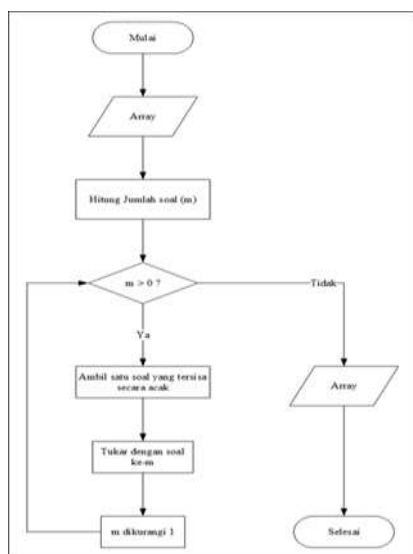 Mulai
Array
Hitung Jumlah soal (m)
m > 0 ?
Tidak
Ya
Ambil satu soal yang tersisa
secara acak
Array
Tukar dengan soal
ke-m
m dikurangi 1
Selesai